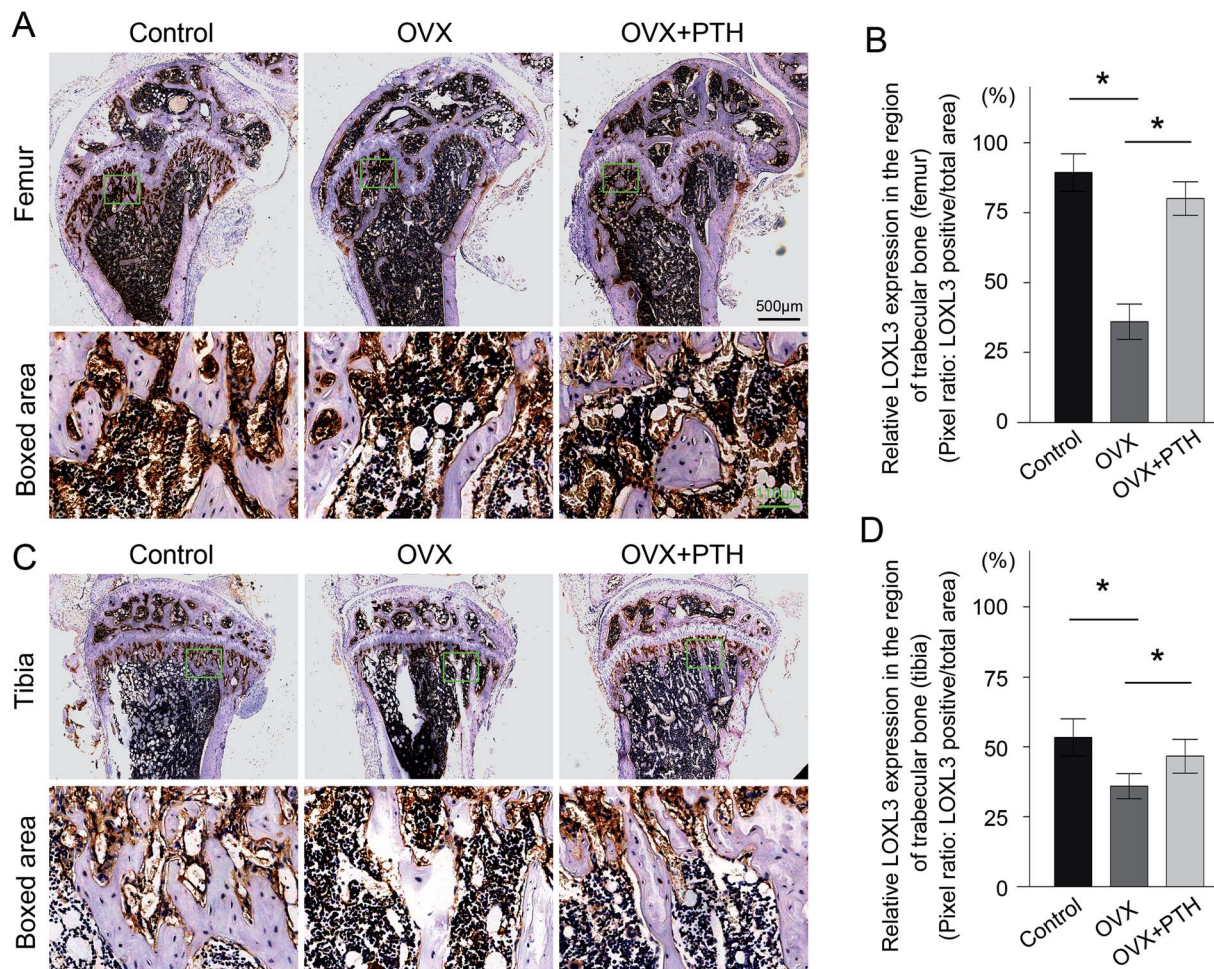 A
Control
OVX
OVX+PTH
Femur
500μm
Boxed area
110μm
B
(%)
*
*
100
75
50
25
0
Relative LOXL3 expression in the region
of trabecular bone (femur)
(Pixel ratio: LOXL3 positive/total area)
Control
OVX
OVX+PTH
C
Control
OVX
OVX+PTH
Tibia
Boxed area
D
(%)
*
*
100
75
50
25
0
Relative LOXL3 expression in the region
of trabecular bone (tibia)
(Pixel ratio: LOXL3 positive/total area)
Control
OVX
OVX+PTH